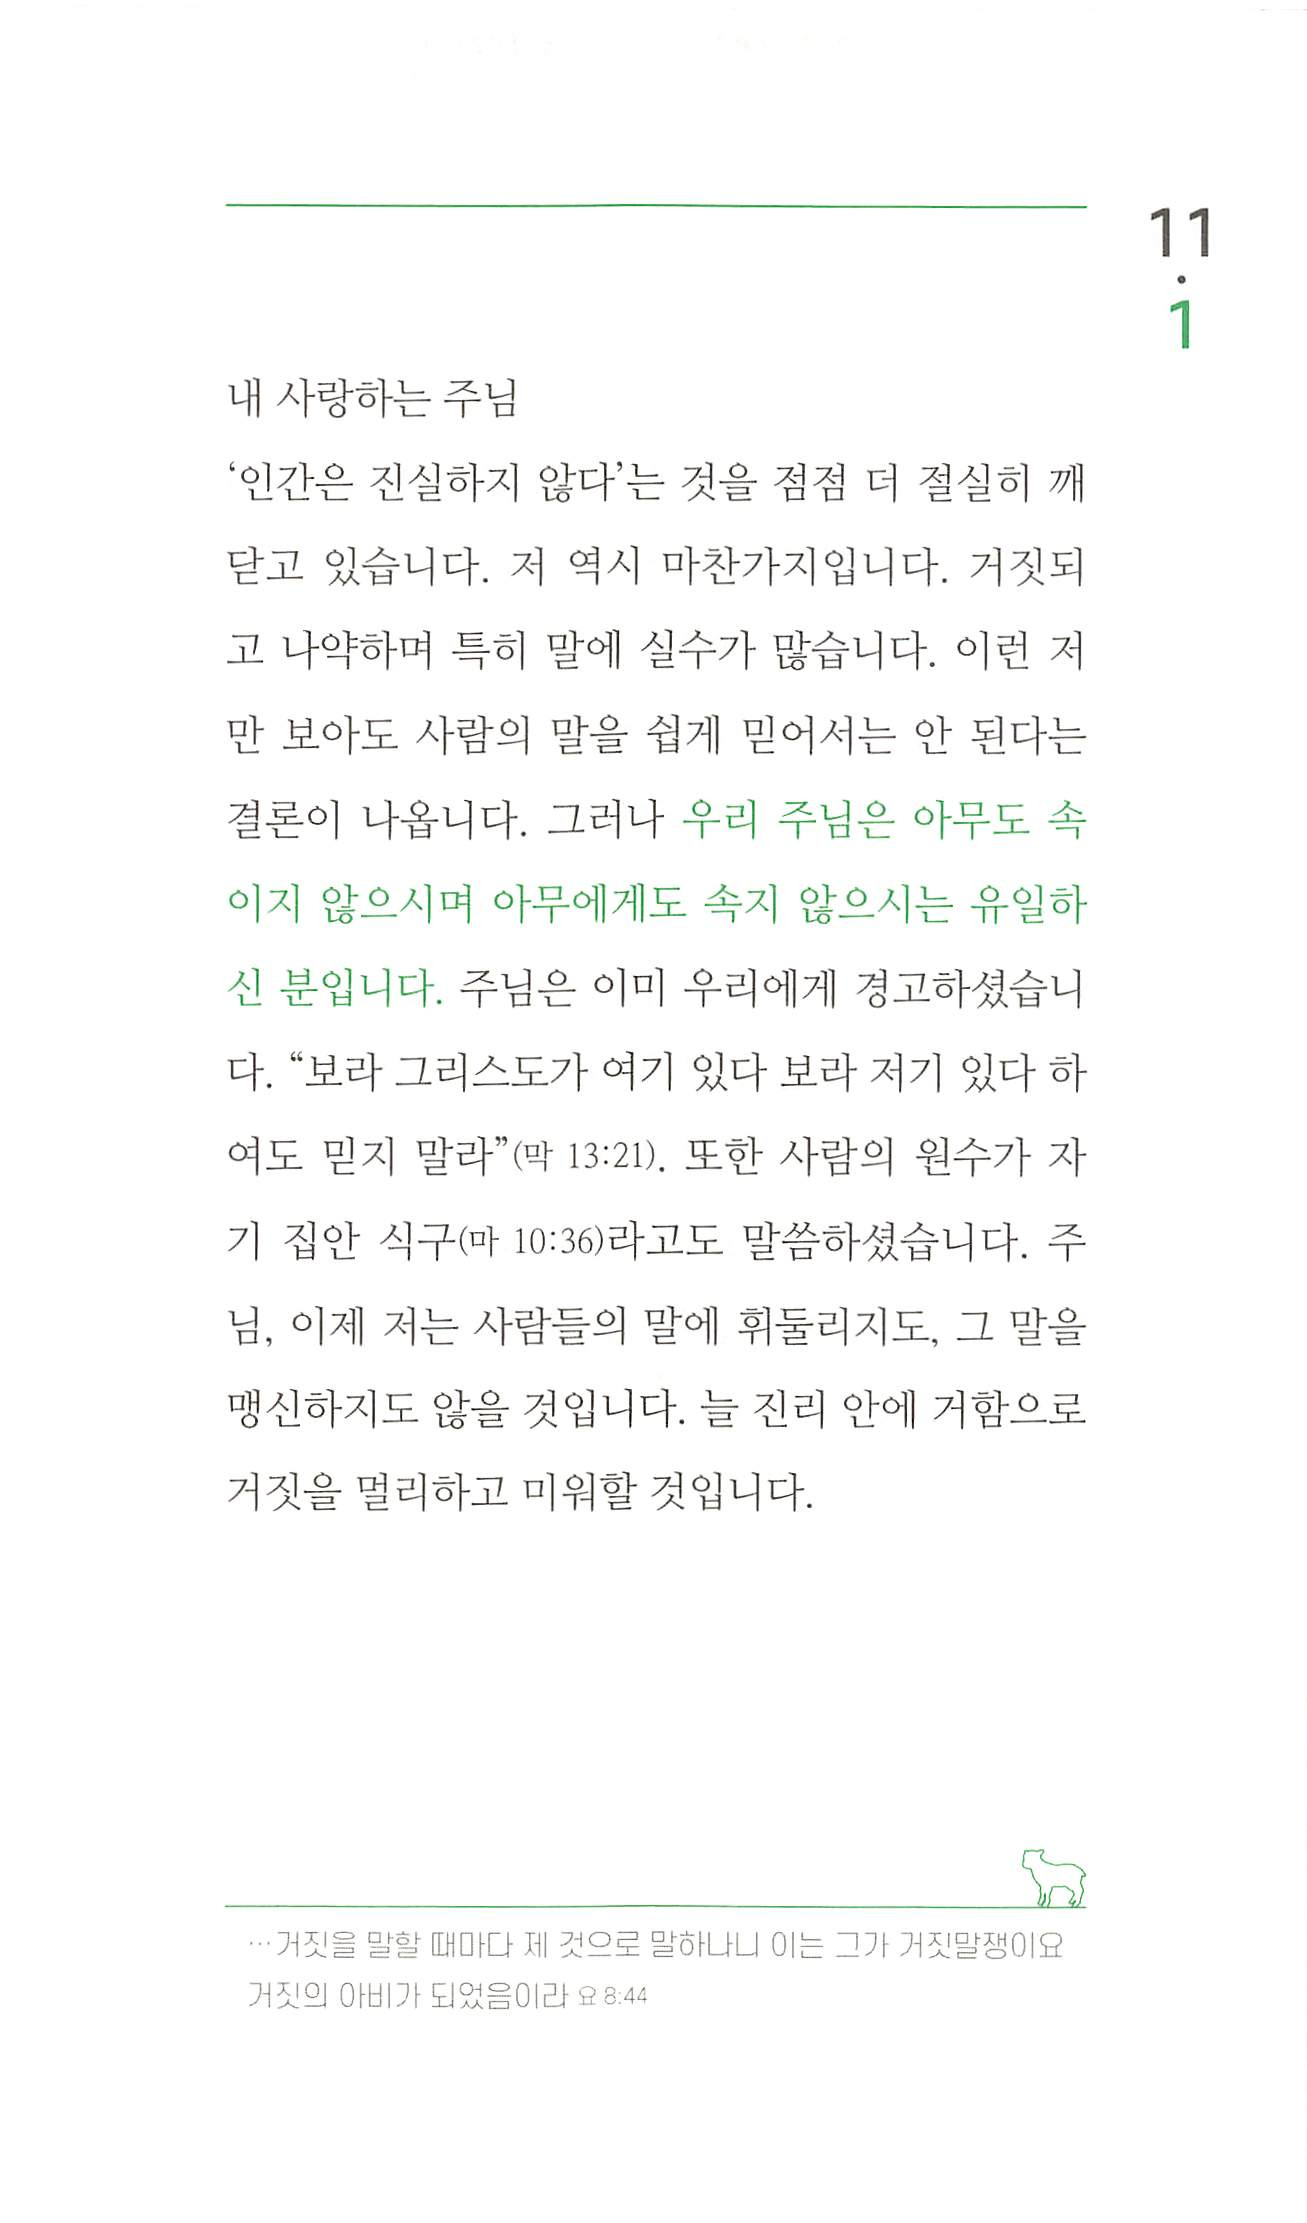 11
·
1
내 사랑하는 주님
‘인간은 진실하지 않다’는 것을 점점 더 절실히 깨
닫고 있습니다. 저 역시 마찬가지입니다. 거짓되
고 나약하며 특히 말에 실수가 많습니다. 이런 저
만 보아도 사람의 말을 쉽게 믿어서는 안 된다는
결론이 나옵니다. 그러나 우리 주님은 아무도 속
이지 않으시며 아무에게도 속지 않으시는 유일하
신 분입니다. 주님은 이미 우리에게 경고하셨습니
다. “보라 그리스도가 여기 있다 보라 저기 있다 하
여도 믿지 말라”(막 13:21). 또한 사람의 원수가 자
기 집안 식구(마 10:36)라고도 말씀하셨습니다. 주
님, 이제 저는 사람들의 말에 휘둘리지도, 그 말을
맹신하지도 않을 것입니다. 늘 진리 안에 거함으로
거짓을 멀리하고 미워할 것입니다.
…거짓을 말할 때마다 제 것으로 말하나니 이는 그가 거짓말쟁이요
거짓의 아비가 되었음이라 요 8:44